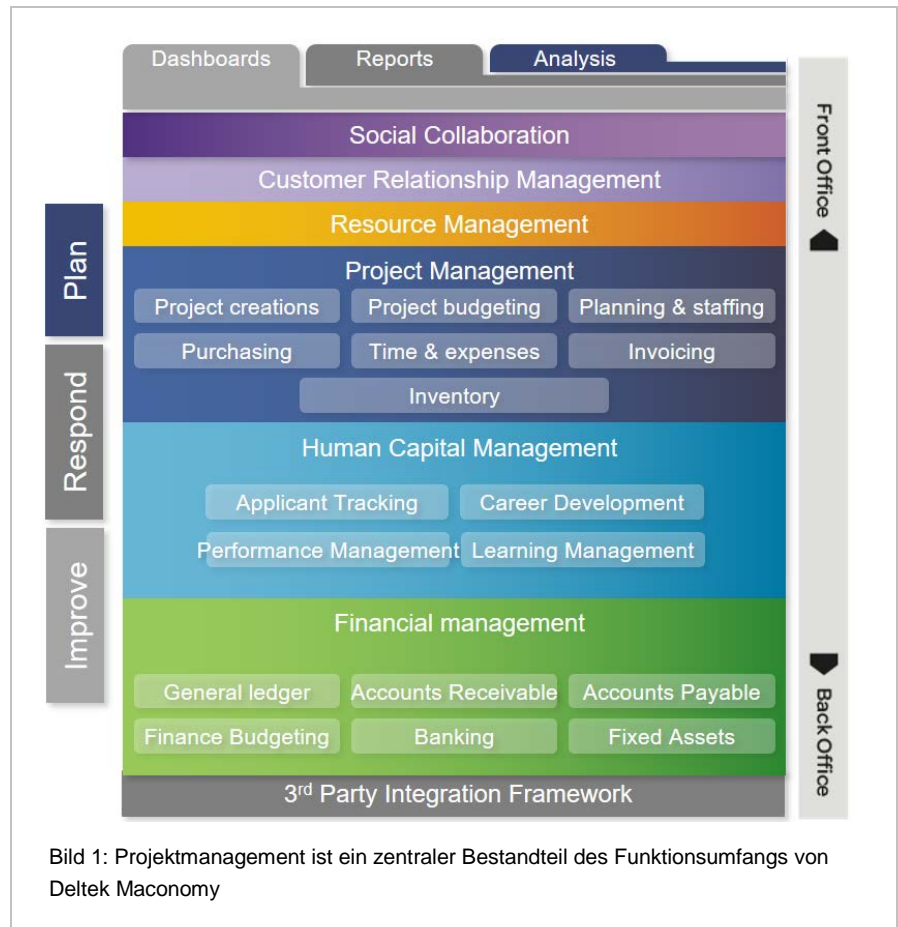 Dashboards Reports Analysis
Social Collaboration
Customer Relationship Management
Resource Management
Project Management
Project creations Project budgeting Planning & staffing
Purchasing Time & expenses Invoicing
Inventory
Human Capital Management
Applicant Tracking Career Development
Performance Management Learning Management
Financial management
General ledger Accounts Receivable Accounts Payable
Finance Budgeting Banking Fixed Assets
3rd Party Integration Framework
Plan
Respond
Improve
Front Office
Back Office
Bild 1: Projektmanagement ist ein zentraler Bestandteil des Funktionsumfangs von
Deltek Maconomy